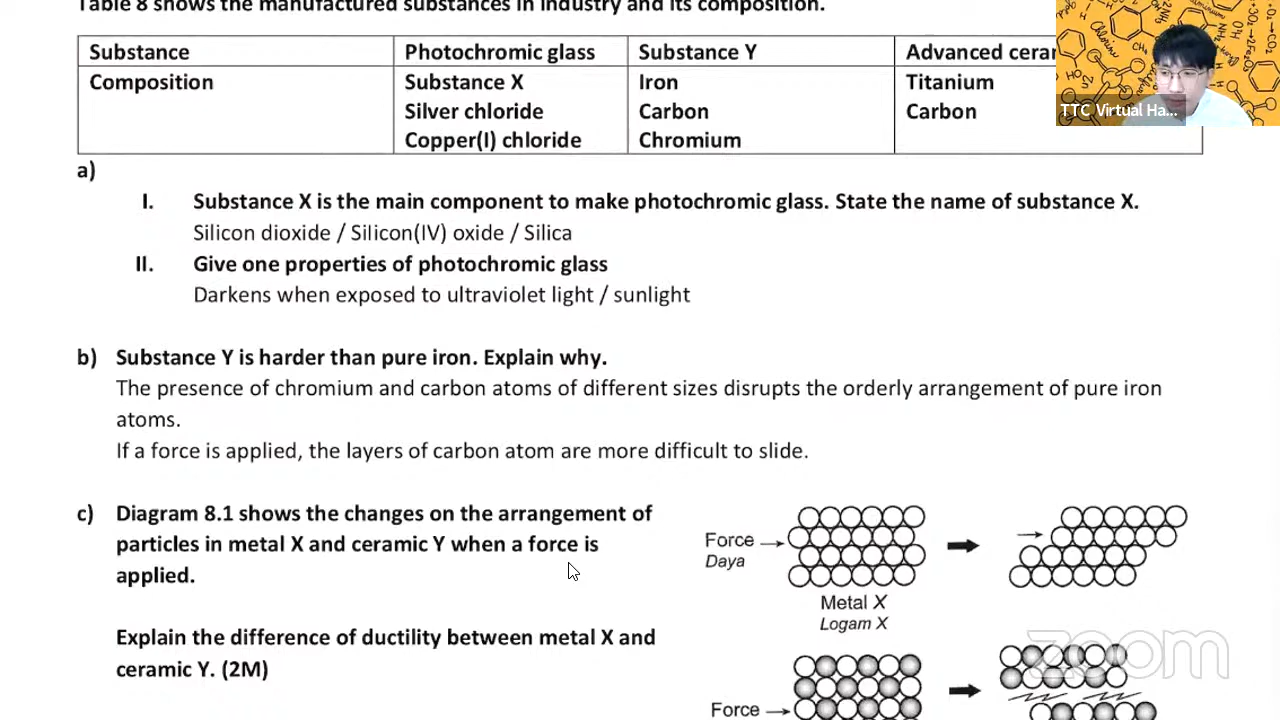 Table 8 shows the manufactured substances in industry and its composition.
Substance Photochromic glass Substance Y Advanced
Composition Substance X Iron Titanium
Silver chloride Carbon Carbon
Copper(I) chloride Chromium
TTC Virtual Ha...
a)
I. Substance X is the main component to make photochromic glass. State the name of substance X.
Silicon dioxide / Silicon(IV) oxide / Silica
II. Give one properties of photochromic glass
Darkens when exposed to ultraviolet light / sunlight
b) Substance Y is harder than pure iron. Explain why.
The presence of chromium and carbon atoms of different sizes disrupts the orderly arrangement of pure iron
atoms.
If a force is applied, the layers of carbon atom are more difficult to slide.
c) Diagram 8.1 shows the changes on the arrangement of
particles in metal X and ceramic Y when a force is
applied.
Explain the difference of ductility between metal X and
ceramic Y. (2M)
Force
Daya
Metal X
Logam X
Force
zoom